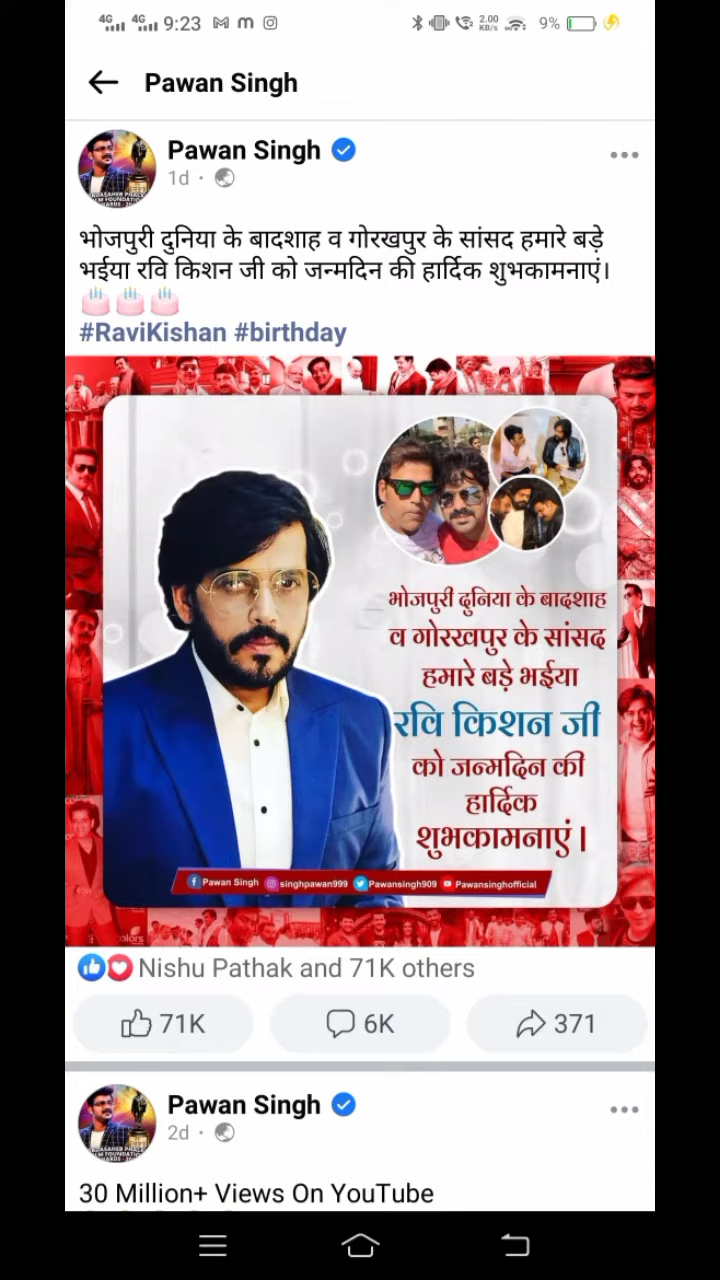 4G 4G 9:23
2.00 KB/s 9%
Pawan Singh
Pawan Singh
1d ·
भोजपुरी दुनिया के बादशाह व गोरखपुर के सांसद हमारे बड़े
भईया रवि किशन जी को जन्मदिन की हार्दिक शुभकामनाएं।
#RaviKishan #birthday
भोजपुरी दुनिया के बादशाह
व गोरखपुर के सांसद
हमारे बड़े भईया
रवि किशन जी
को जन्मदिन की
हार्दिक
शुभकामनाएं।
Pawan Singh singhpawan999 Pawansingh909 Pawansinghofficial
Nishu Pathak and 71K others
71K 6K 371
Pawan Singh
2d ·
30 Million+ Views On YouTube